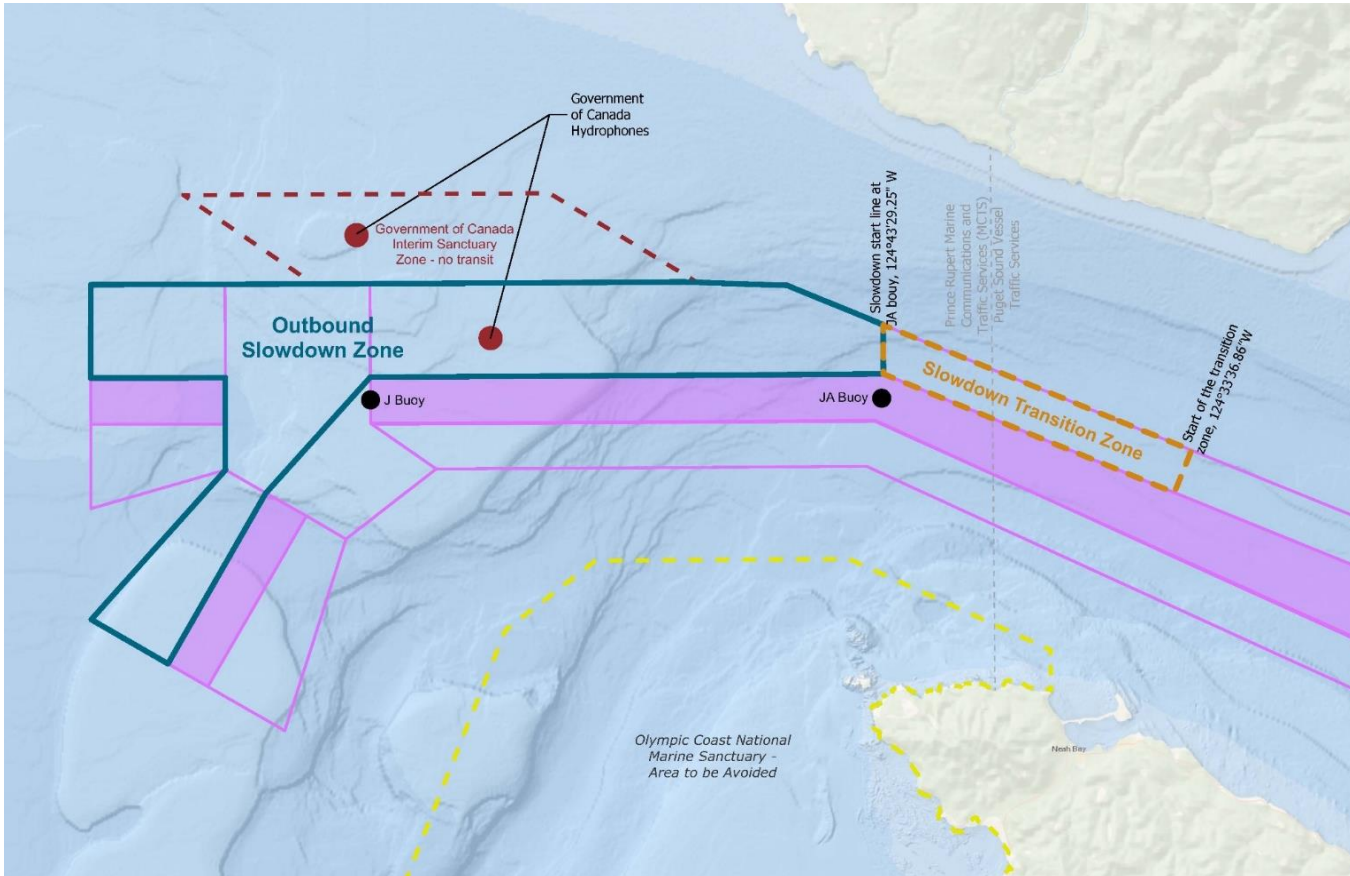 Government
of Canada
Hydrophones
Government of Canada
Interim Sanctuary
Zone - no transit
Outbound
Slowdown Zone
J Buoy
JA Buoy
Slowdown start line at
JA bouy, 124°43'29.25" W
Prince Rupert Marine
Communications and
Traffic Services (MCTS)
Puget Sound Vessel
Traffic Services
Slowdown Transition Zone
Start of the transition
zone, 124°33'36.86"W
Olympic Coast National
Marine Sanctuary -
Area to be Avoided
Neah Bay